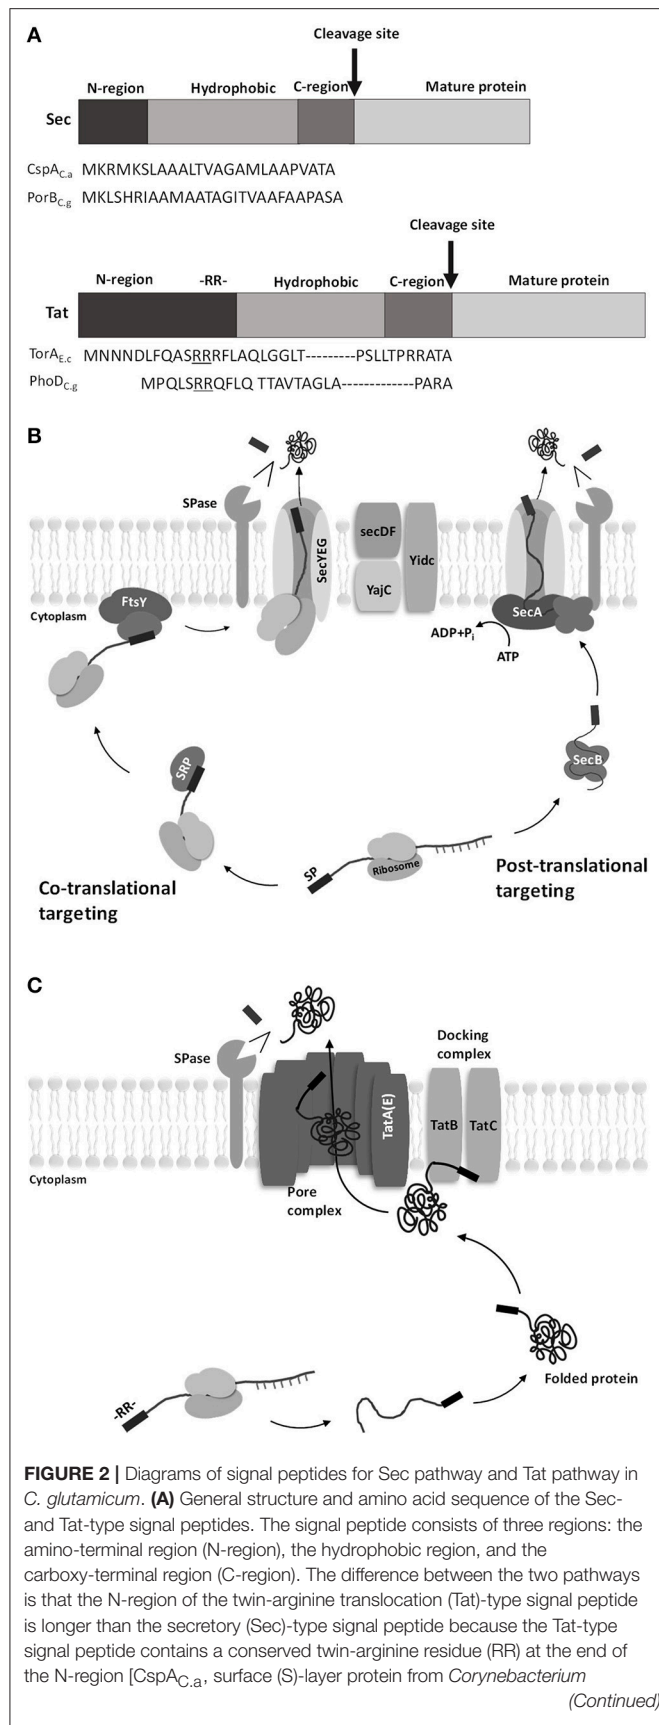 A
Cleavage site
N-region Hydrophobic C-region Mature protein
Sec
CspAC.a MKRMKSLAAALTVAGAMLAAPVATA
PorBC.g MKLSHRIAAMAATAGITVAAFAAPASA
Cleavage site
N-region -RR- Hydrophobic C-region Mature protein
Tat
TorAE.c MNNNDLFQASRRRFLAQLGGLT---------PSLLTPRRATA
PhoDC.g MPQLSRRQFLQ TTAVTAGLA-------------PARA
B
SPase
SecYEG
secDF
YajC
Yidc
SecA
FtsY
Cytoplasm
ADP+Pi
ATP
SecB
SRP
SP
Ribosome
Co-translational
targeting
Post-translational
targeting
C
SPase
Docking
complex
TatA(E)
TatB
TatC
Cytoplasm
Pore
complex
Folded protein
-RR-
FIGURE 2 | Diagrams of signal peptides for Sec pathway and Tat pathway in
C. glutamicum. (A) General structure and amino acid sequence of the Sec-
and Tat-type signal peptides. The signal peptide consists of three regions: the
amino-terminal region (N-region), the hydrophobic region, and the
carboxy-terminal region (C-region). The difference between the two pathways
is that the N-region of the twin-arginine translocation (Tat)-type signal peptide
is longer than the secretory (Sec)-type signal peptide because the Tat-type
signal peptide contains a conserved twin-arginine residue (RR) at the end of
the N-region [CspAC.a, surface (S)-layer protein from Corynebacterium
(Continued)